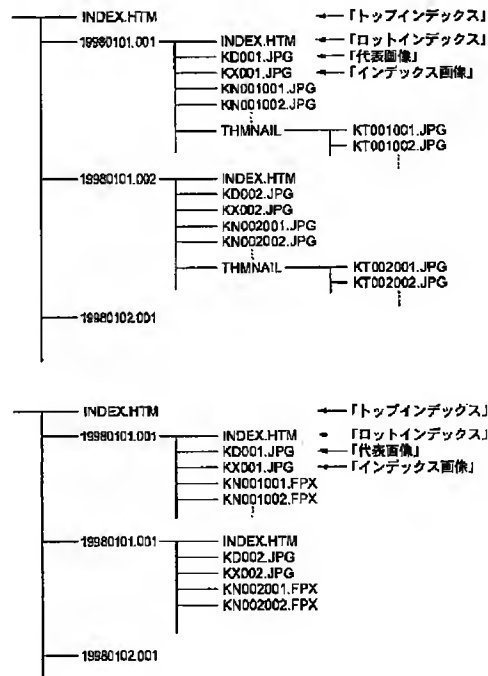 INDEX.HTM 「トップインデックス」
19980101.001 INDEX.HTM 「ロットインデックス」
KD001.JPG 「代表画像」
KX001.JPG 「インデックス画像」
KN001001.JPG
KN001002.JPG
THMNAIL KT001001.JPG
KT001002.JPG
19980101.002 INDEX.HTM
KD002.JPG
KX002.JPG
KN002001.JPG
KN002002.JPG
THMNAIL KT002001.JPG
KT002002.JPG
19980102.001
INDEX.HTM 「トップインデックス」
19980101.001 INDEX.HTM 「ロットインデックス」
KD001.JPG 「代表画像」
KX001.JPG 「インデックス画像」
KN001001.FPX
KN001002.FPX
19980101.001 INDEX.HTM
KD002.JPG
KX002.JPG
KN002001.FPX
KN002002.FPX
19980102.001